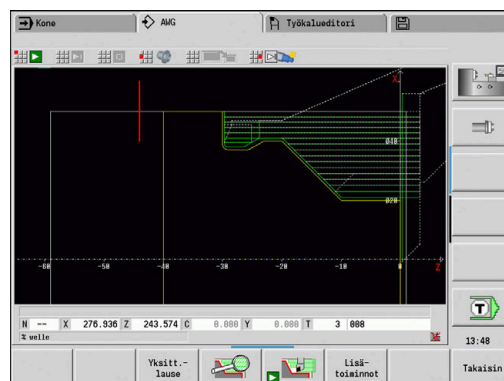 Kone
AWG
Työkalueditori
X
Ø40
Ø20
-60 -50 -40 -30 -20 -10 0 Z
N -- X 276.936 Z 243.574 C 0.000 Y 0.000 T 3 000
% welle
T
13:48
Yksitt.-
lause
Lisä-
toiminnot
Takaisin